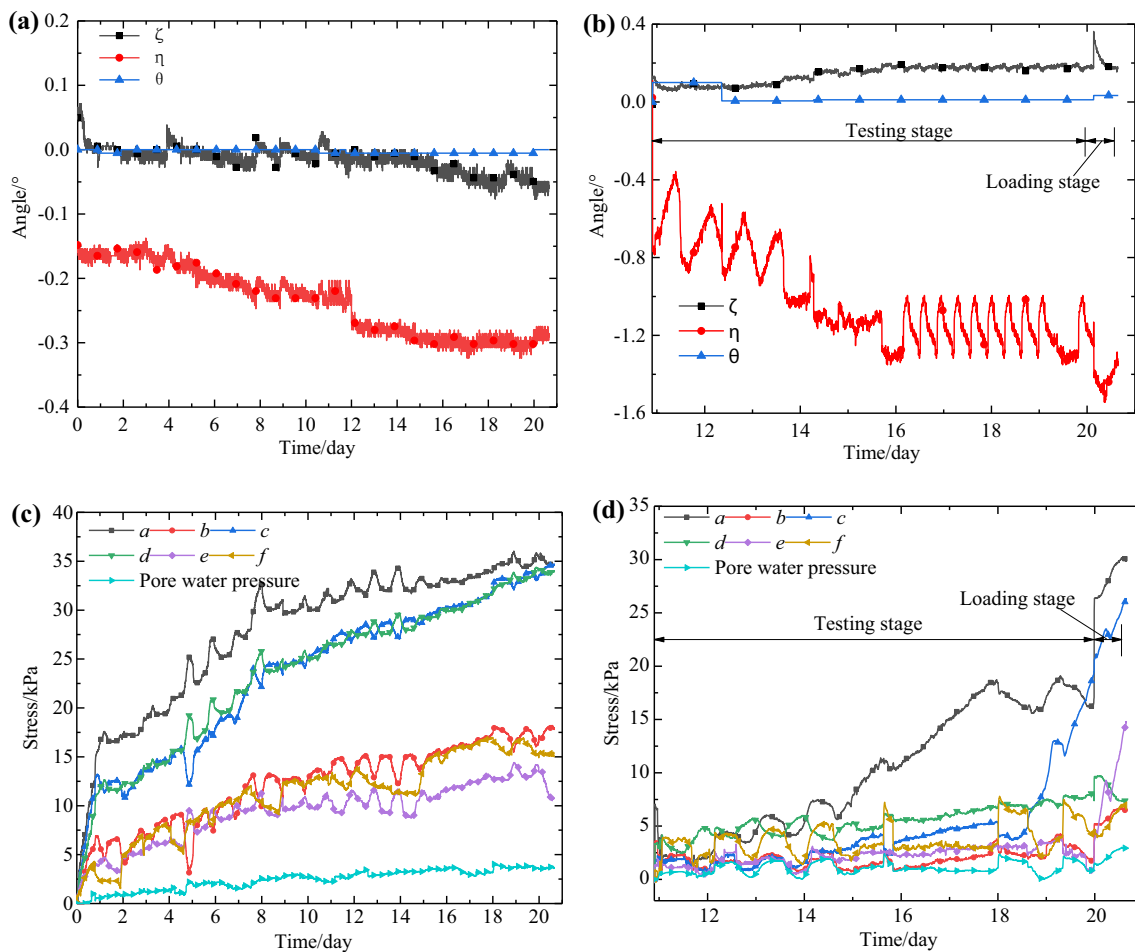 (a)
0.2
0.1
0.0
-0.1
-0.2
-0.3
-0.4
Angle/°
ζ
η
θ
0 2 4 6 8 10 12 14 16 18 20
Time/day
(b)
0.4
0.0
-0.4
-0.8
-1.2
-1.6
Angle/°
Testing stage
Loading stage
ζ
η
θ
12 14 16 18 20
Time/day
(c)
40
35
30
25
20
15
10
5
0
Stress/kPa
a b c
d e f
Pore water pressure
0 2 4 6 8 10 12 14 16 18 20
Time/day
(d)
35
30
25
20
15
10
5
0
Stress/kPa
a b c
d e f
Pore water pressure
Loading stage
Testing stage
12 14 16 18 20
Time/day